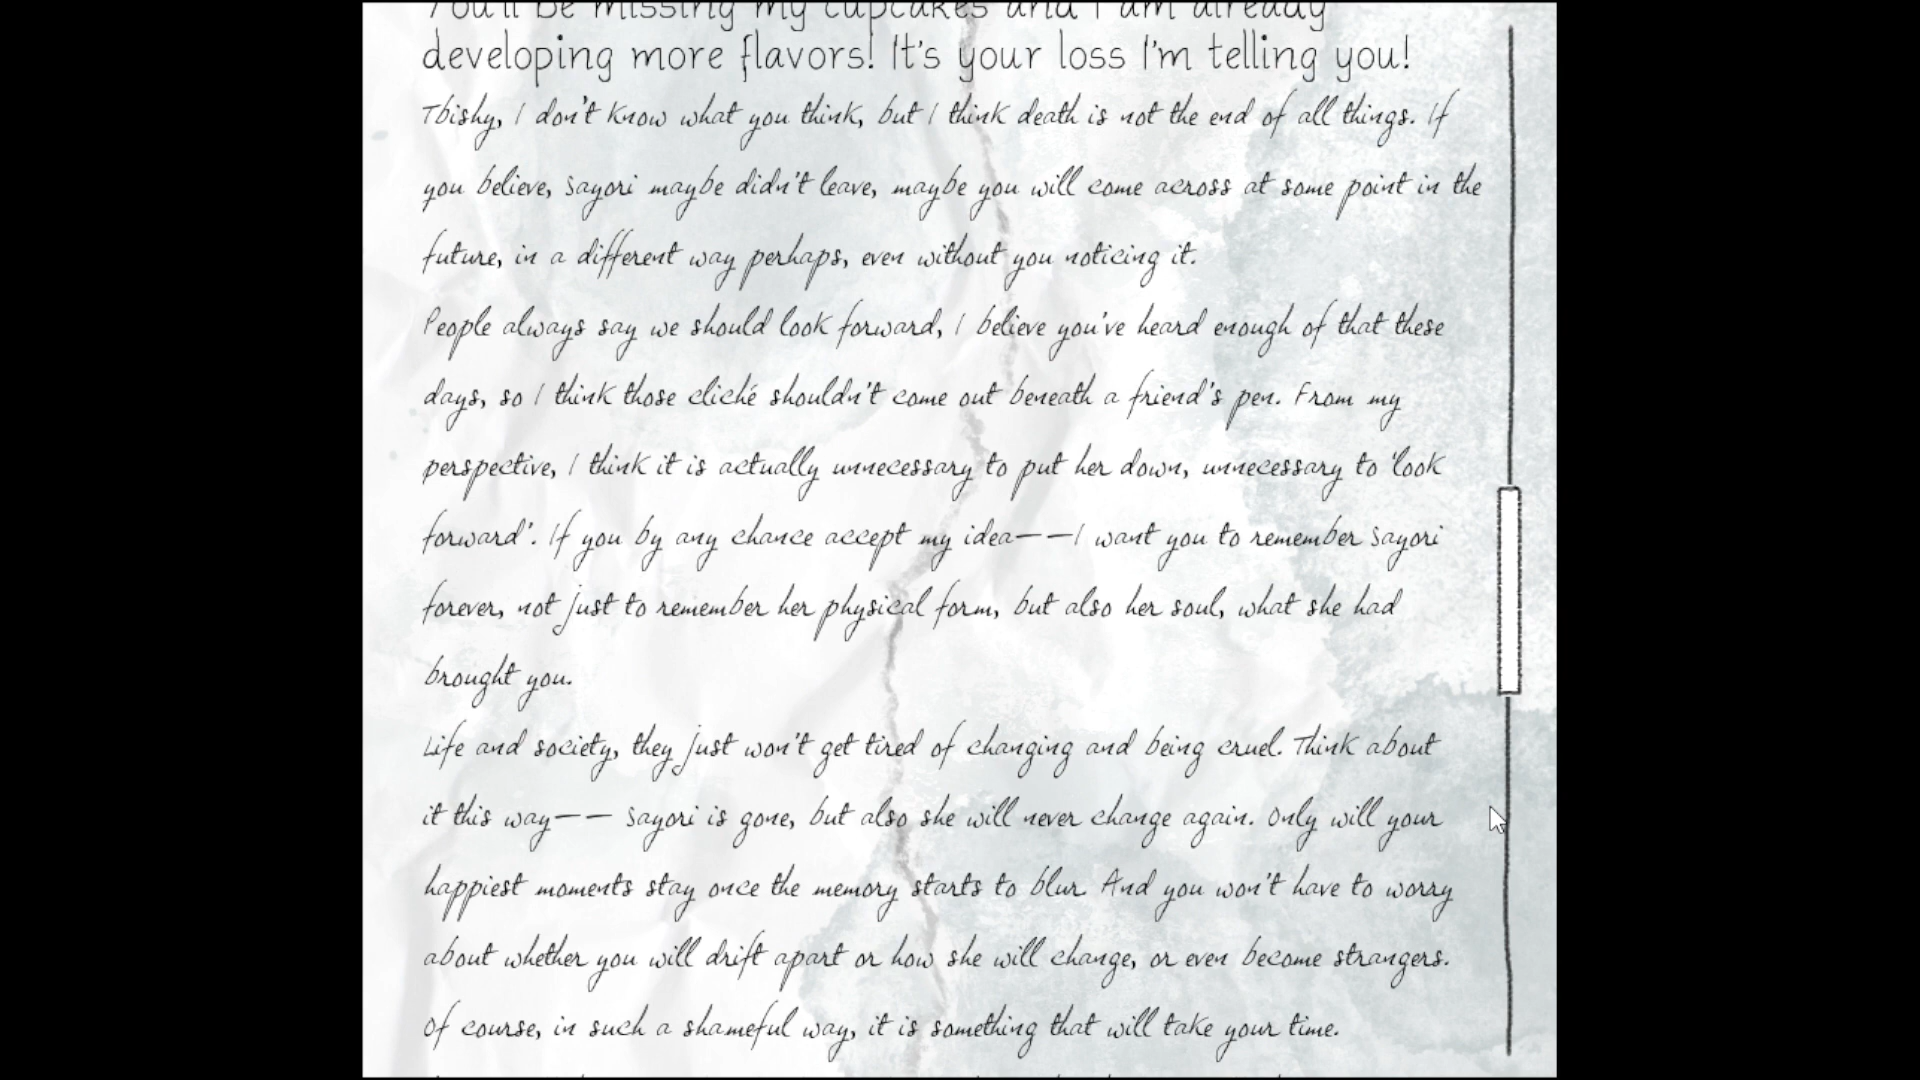 You'll be missing my cupcakes and I am already
developing more flavors! It's your loss I'm telling you!
Tbishy, I don't know what you think, but I think death is not the end of all things. If
you believe, Sayori maybe didn't leave, maybe you will come across at some point in the
future, in a different way perhaps, even without you noticing it.
People always say we should look forward, I believe you've heard enough of that these
days, so I think those cliché shouldn't come out beneath a friend's pen. From my
perspective, I think it is actually unnecessary to put her down, unnecessary to 'look
forward'. If you by any chance accept my idea——I want you to remember Sayori
forever, not just to remember her physical form, but also her soul, what she had
brought you.
Life and society, they just won't get tired of changing and being cruel. Think about
it this way—— Sayori is gone, but also she will never change again. Only will your
happiest moments stay once the memory starts to blur. And you won't have to worry
about whether you will drift apart or how she will change, or even become strangers.
Of course, in such a shameful way, it is something that will take your time.